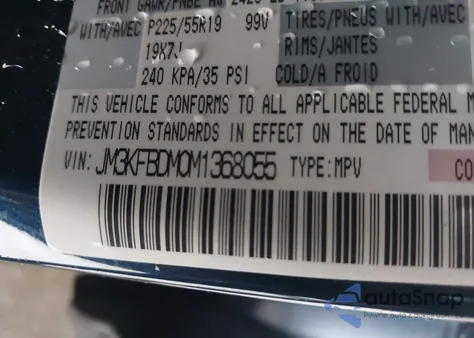 FRONT GAWR/PNBE AV
WITH/AVEC P225/55R19 99V TIRES/PNEUS WITH/AVEC
19X7J RIMS/JANTES
240 KPA/35 PSI COLD/A FROID
THIS VEHICLE CONFORMS TO ALL APPLICABLE FEDERAL M
STANDARDS IN EFFECT ON THE DATE OF MAN
VIN: JM3KFBDM0M1368055 TYPE:MPV CO
autoSnap